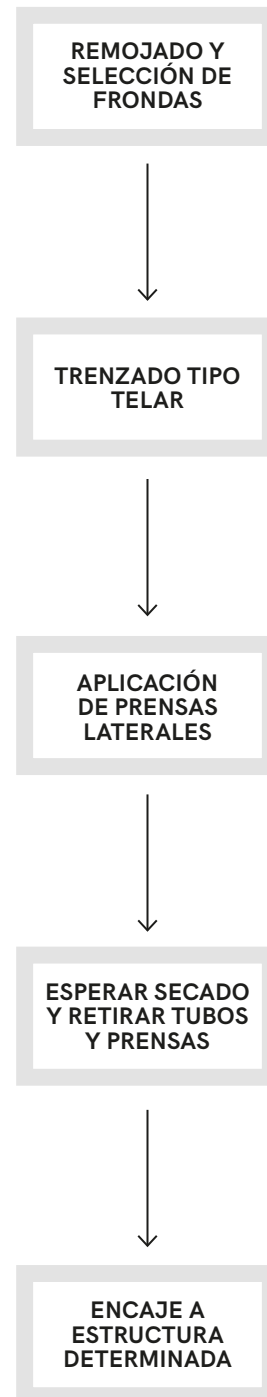 REMOJADO Y
SELECCIÓN DE
FRONDAS
TRENZADO TIPO
TELAR
APLICACIÓN
DE PRENSAS
LATERALES
ESPERAR SECADO
Y RETIRAR TUBOS
Y PRENSAS
ENCAJE A
ESTRUCTURA
DETERMINADA